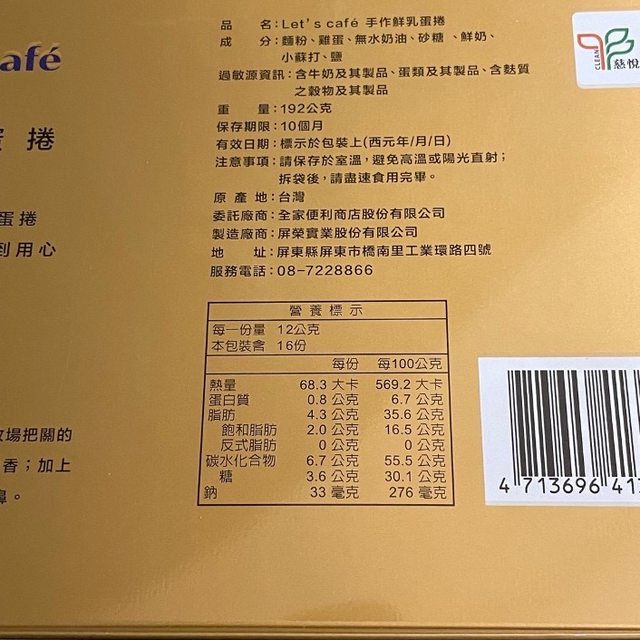 afé
蛋捲
蛋捲
到用心
牧場把關的
香；加上
。
品名：Let's café 手作鮮乳蛋捲
成分：麵粉、雞蛋、無水奶油、砂糖、鮮奶、
小蘇打、鹽
過敏源資訊：含牛奶及其製品、蛋類及其製品、含麩質
之穀物及其製品
重量：192公克
保存期限：10個月
有效日期：標示於包裝上(西元年/月/日)
注意事項：請保存於室溫，避免高溫或陽光直射；
拆袋後，請盡速食用完畢。
原產地：台灣
委託廠商：全家便利商店股份有限公司
製造廠商：屏榮實業股份有限公司
地址：屏東縣屏東市橋南里工業環路四號
服務電話：08-7228866
營養標示
每一份量 12公克
本包裝含 16份
每份 每100公克
熱量 68.3 大卡 569.2 大卡
蛋白質 0.8 公克 6.7 公克
脂肪 4.3 公克 35.6 公克
飽和脂肪 2.0 公克 16.5 公克
反式脂肪 0 公克 0 公克
碳水化合物 6.7 公克 55.5 公克
糖 3.6 公克 30.1 公克
鈉 33 毫克 276 毫克
CLEAN
慈悅
4 713696 41